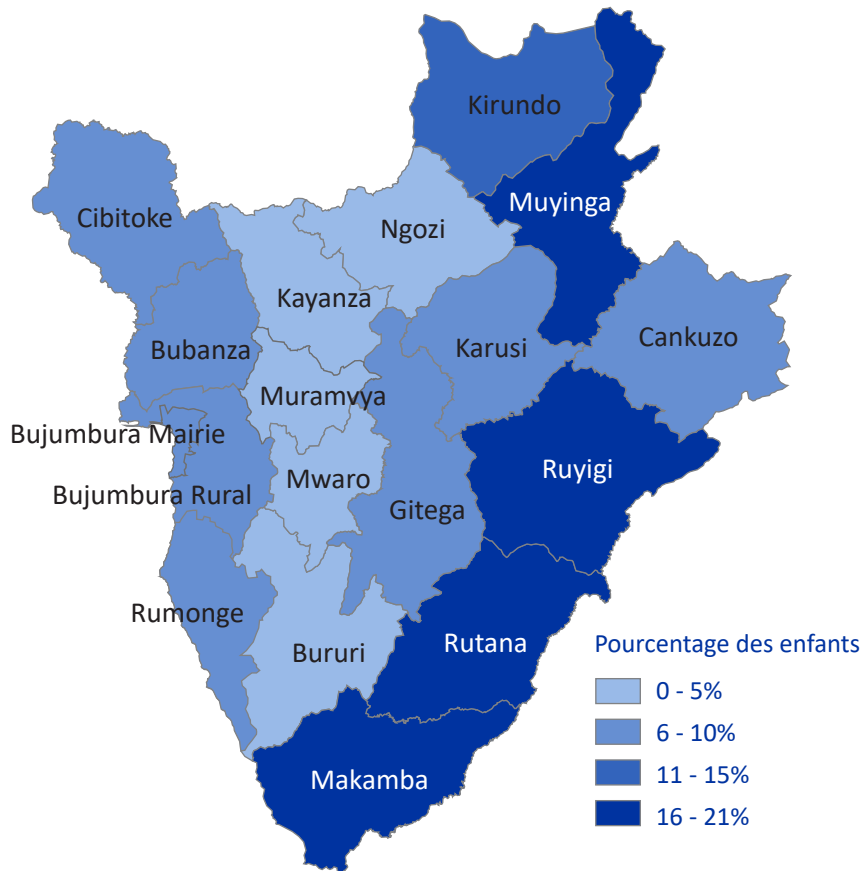 Kirundo
Muyinga
Cibitoke
Ngozi
Kayanza
Cankuzo
Bubanza
Karusi
Muramvya
Bujumbura Mairie
Ruyigi
Mwaro
Bujumbura Rural
Gitega
Rumonge
Rutana
Bururi
Makamba
Pourcentage des enfants
0 - 5%
6 - 10%
11 - 15%
16 - 21%